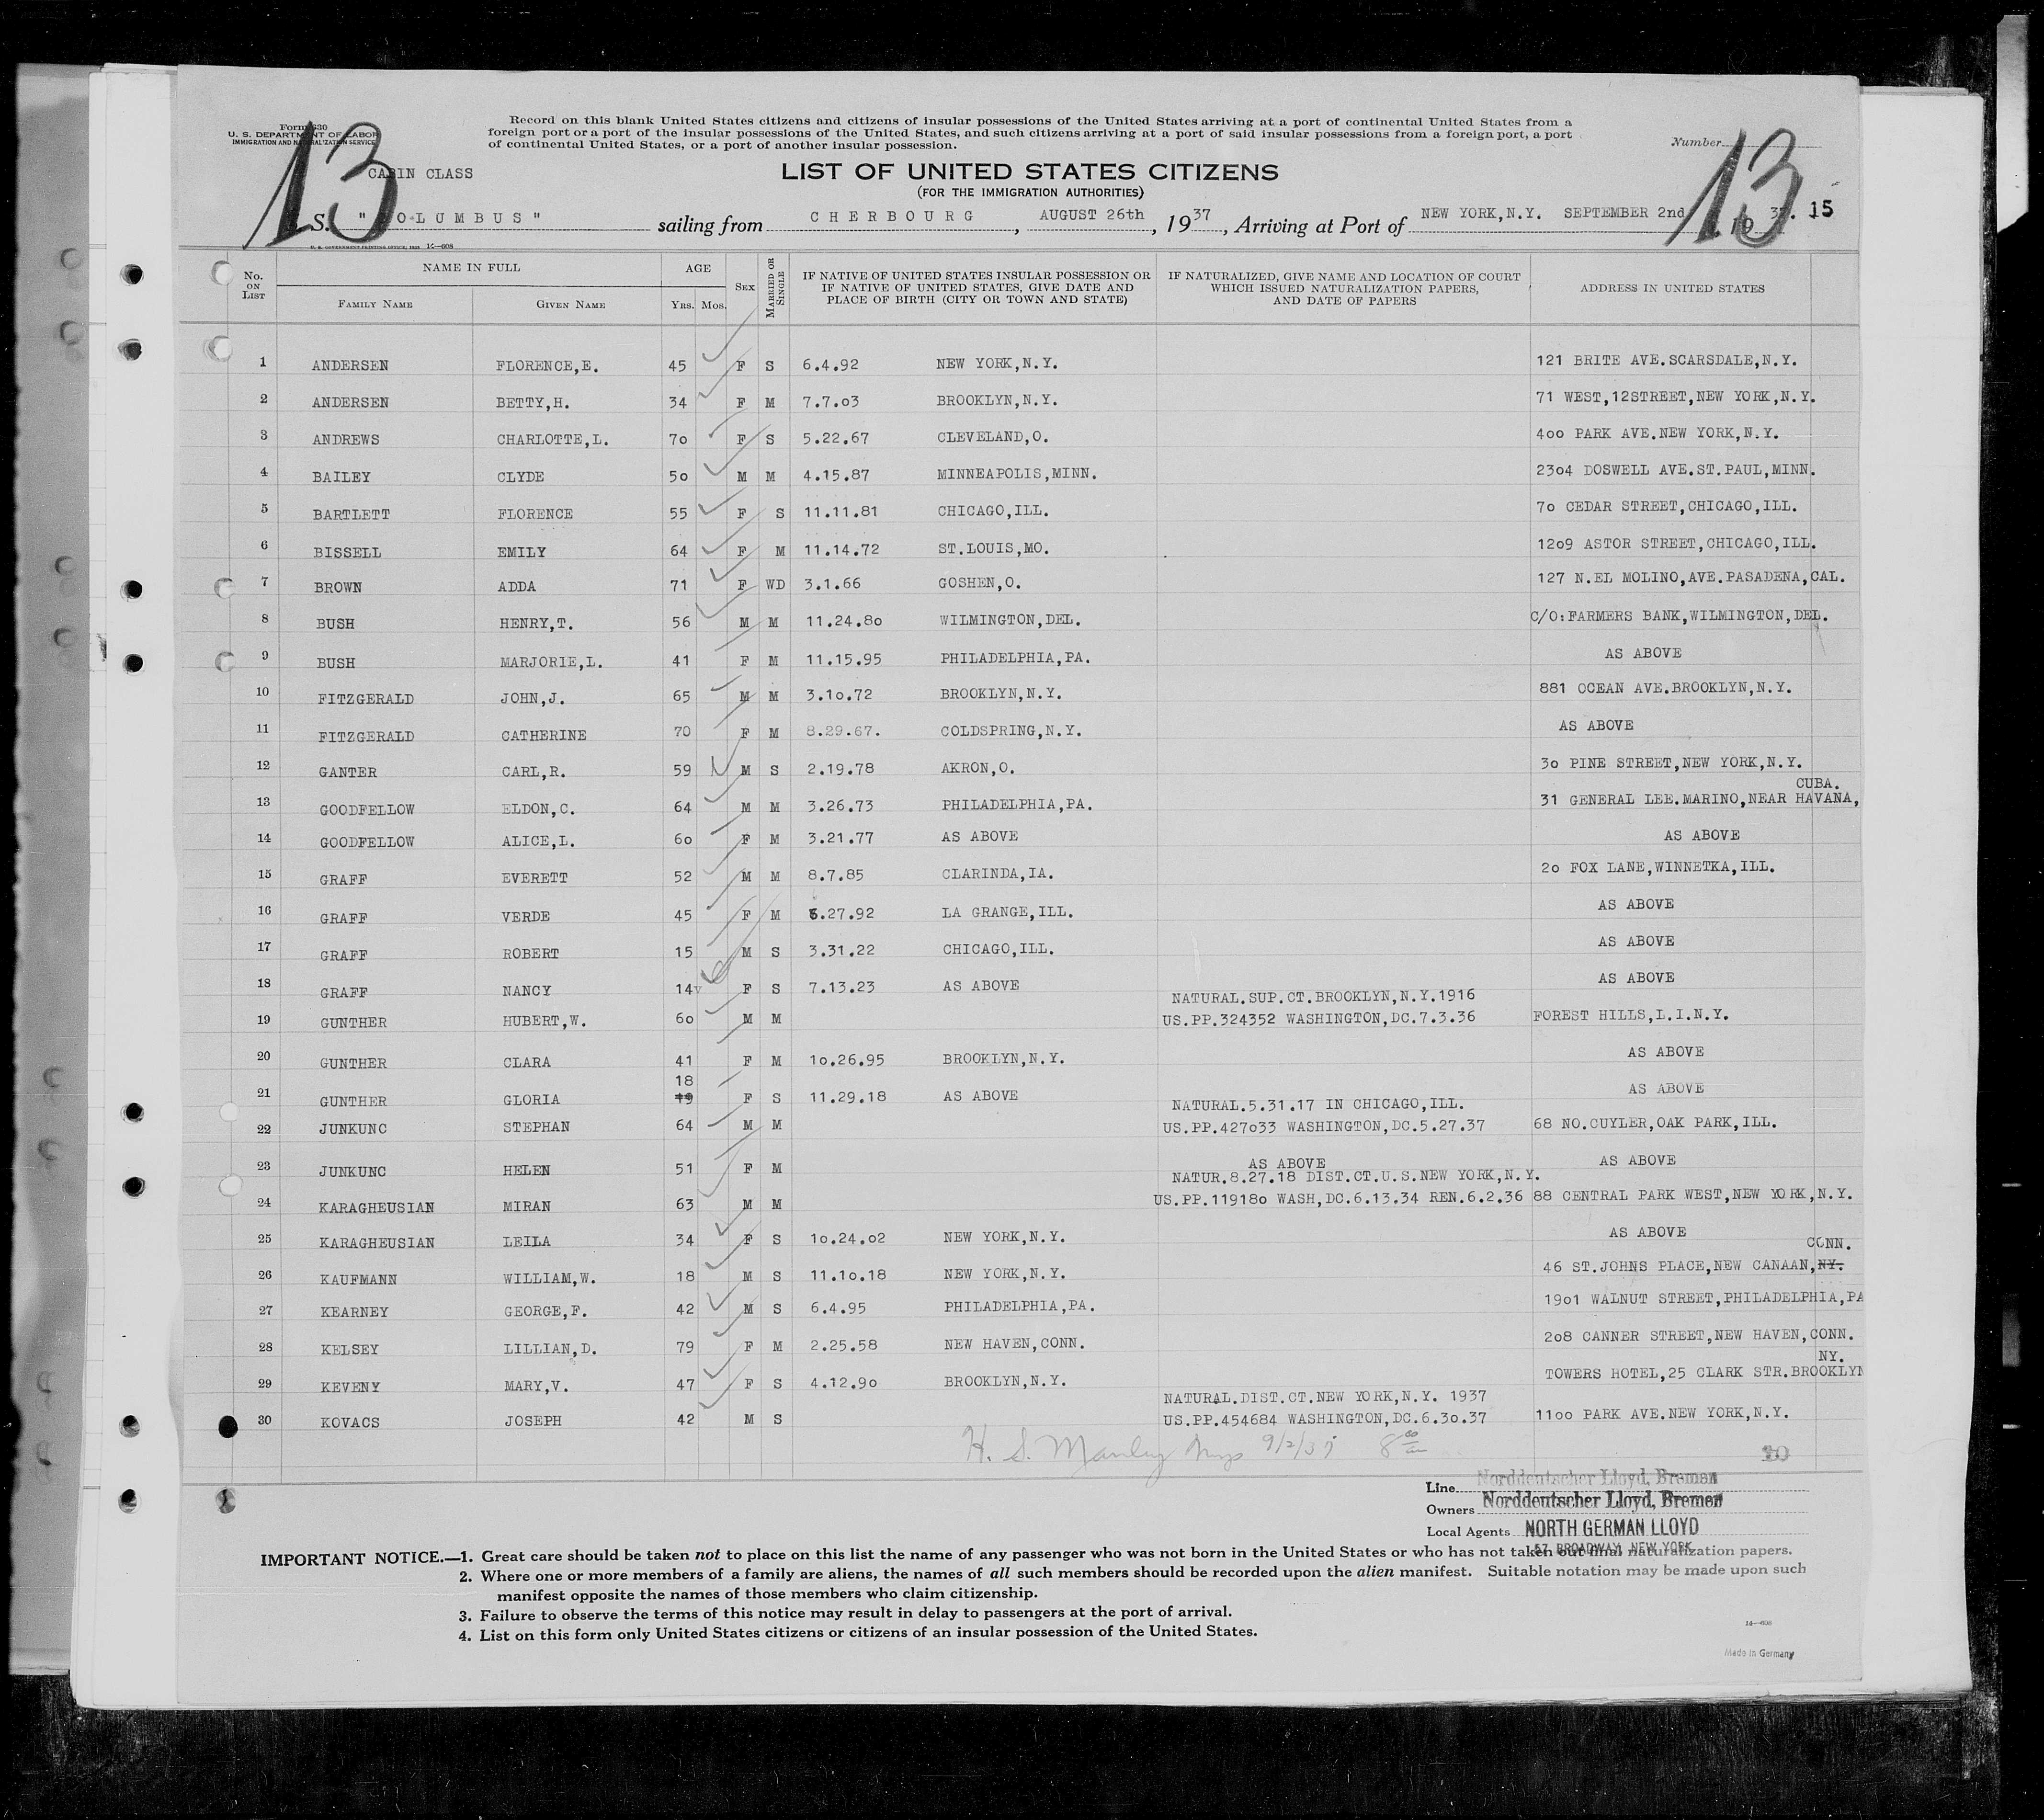 Form 630
U. S. DEPARTMENT OF LABOR
IMMIGRATION AND NATURALIZATION SERVICE
Record on this blank United States citizens and citizens of insular possessions of the United States arriving at a port of continental United States from a
foreign port or a port of the insular possessions of the United States, and such citizens arriving at a port of said insular possessions from a foreign port, a port
of continental United States, or a port of another insular possession.
Number
13
13
CABIN CLASS
LIST OF UNITED STATES CITIZENS
(FOR THE IMMIGRATION AUTHORITIES)
S. "COLUMBUS" sailing from CHERBOURG, AUGUST 26th, 1937, Arriving at Port of NEW YORK,N.Y. SEPTEMBER 2nd, 1937. 15
U. S. GOVERNMENT PRINTING OFFICE 14—608
No. ON LIST NAME IN FULL FAMILY NAME GIVEN NAME AGE YRS. MOS. SEX MARRIED OR SINGLE IF NATIVE OF UNITED STATES INSULAR POSSESSION OR IF NATIVE OF UNITED STATES, GIVE DATE AND PLACE OF BIRTH (CITY OR TOWN AND STATE) IF NATURALIZED, GIVE NAME AND LOCATION OF COURT WHICH ISSUED NATURALIZATION PAPERS, AND DATE OF PAPERS ADDRESS IN UNITED STATES
1 ANDERSEN FLORENCE,E. 45 F S 6.4.92 NEW YORK,N.Y. 121 BRITE AVE.SCARSDALE,N.Y.
2 ANDERSEN BETTY,H. 34 F M 7.7.03 BROOKLYN,N.Y. 71 WEST,12STREET,NEW YORK,N.Y.
3 ANDREWS CHARLOTTE,L. 70 F S 5.22.67 CLEVELAND,O. 400 PARK AVE.NEW YORK,N.Y.
4 BAILEY CLYDE 50 M M 4.15.87 MINNEAPOLIS,MINN. 2304 DOSWELL AVE.ST.PAUL,MINN.
5 BARTLETT FLORENCE 55 F S 11.11.81 CHICAGO,ILL. 70 CEDAR STREET,CHICAGO,ILL.
6 BISSELL EMILY 64 F M 11.14.72 ST.LOUIS,MO. 1209 ASTOR STREET,CHICAGO,ILL.
7 BROWN ADDA 71 F WD 3.1.66 GOSHEN,O. 127 N.EL MOLINO,AVE.PASADENA,CAL.
8 BUSH HENRY,T. 56 M M 11.24.80 WILMINGTON,DEL. C/O:FARMERS BANK,WILMINGTON,DEL.
9 BUSH MARJORIE,L. 41 F M 11.15.95 PHILADELPHIA,PA. AS ABOVE
10 FITZGERALD JOHN,J. 65 M M 3.10.72 BROOKLYN,N.Y. 881 OCEAN AVE.BROOKLYN,N.Y.
11 FITZGERALD CATHERINE 70 F M 8.29.67. COLDSPRING,N.Y. AS ABOVE
12 GANTER CARL,R. 59 M S 2.19.78 AKRON,O. 30 PINE STREET,NEW YORK,N.Y.
CUBA.
13 GOODFELLOW ELDON,C. 64 M M 3.26.73 PHILADELPHIA,PA. 31 GENERAL LEE.MARINO,NEAR HAVANA,
14 GOODFELLOW ALICE,L. 60 F M 3.21.77 AS ABOVE AS ABOVE
15 GRAFF EVERETT 52 M M 8.7.85 CLARINDA,IA. 20 FOX LANE,WINNETKA,ILL.
16 GRAFF VERDE 45 F M 6.27.92 LA GRANGE,ILL. AS ABOVE
17 GRAFF ROBERT 15 M S 3.31.22 CHICAGO,ILL. AS ABOVE
18 GRAFF NANCY 14 F S 7.13.23 AS ABOVE AS ABOVE
NATURAL.SUP.CT.BROOKLYN,N.Y.1916
19 GUNTHER HUBERT,W. 60 M M US.PP.324352 WASHINGTON,DC.7.3.36 FOREST HILLS,L.I.N.Y.
20 GUNTHER CLARA 41 F M 10.26.95 BROOKLYN,N.Y. AS ABOVE
18
21 GUNTHER GLORIA 19 F S 11.29.18 AS ABOVE AS ABOVE
NATURAL.5.31.17 IN CHICAGO,ILL.
22 JUNKUNC STEPHAN 64 M M US.PP.427033 WASHINGTON,DC.5.27.37 68 NO.CUYLER,OAK PARK,ILL.
23 JUNKUNC HELEN 51 F M AS ABOVE AS ABOVE
NATUR.8.27.18 DIST.CT.U.S.NEW YORK,N.Y.
24 KARAGHEUSIAN MIRAN 63 M M US.PP.119180 WASH,DC.6.13.34 REN.6.2.36 88 CENTRAL PARK WEST,NEW YORK,N.Y.
25 KARAGHEUSIAN LEILA 34 F S 10.24.02 NEW YORK,N.Y. AS ABOVE
CONN.
26 KAUFMANN WILLIAM,W. 18 M S 11.10.18 NEW YORK,N.Y. 46 ST.JOHNS PLACE,NEW CANAAN,NY.
27 KEARNEY GEORGE,F. 42 M S 6.4.95 PHILADELPHIA,PA. 1901 WALNUT STREET,PHILADELPHIA,PA
28 KELSEY LILLIAN,D. 79 F M 2.25.58 NEW HAVEN,CONN. 208 CANNER STREET,NEW HAVEN,CONN.
NY.
29 KEVENY MARY,V. 47 F S 4.12.90 BROOKLYN,N.Y. TOWERS HOTEL,25 CLARK STR.BROOKLYN
NATURAL.DIST.CT.NEW YORK,N.Y. 1937
30 KOVACS JOSEPH 42 M S US.PP.454684 WASHINGTON,DC.6.30.37 1100 PARK AVE.NEW YORK,N.Y.
H. S. Manley 9/2/37 8
Line Norddeutscher Lloyd, Bremen
Owners Norddeutscher Lloyd, Bremen
Local Agents NORTH GERMAN LLOYD
57 BROADWAY NEW YORK
IMPORTANT NOTICE.—1. Great care should be taken not to place on this list the name of any passenger who was not born in the United States or who has not taken out final naturalization papers.
2. Where one or more members of a family are aliens, the names of all such members should be recorded upon the alien manifest. Suitable notation may be made upon such
manifest opposite the names of those members who claim citizenship.
3. Failure to observe the terms of this notice may result in delay to passengers at the port of arrival.
4. List on this form only United States citizens or citizens of an insular possession of the United States.
14—608
Made in Germany